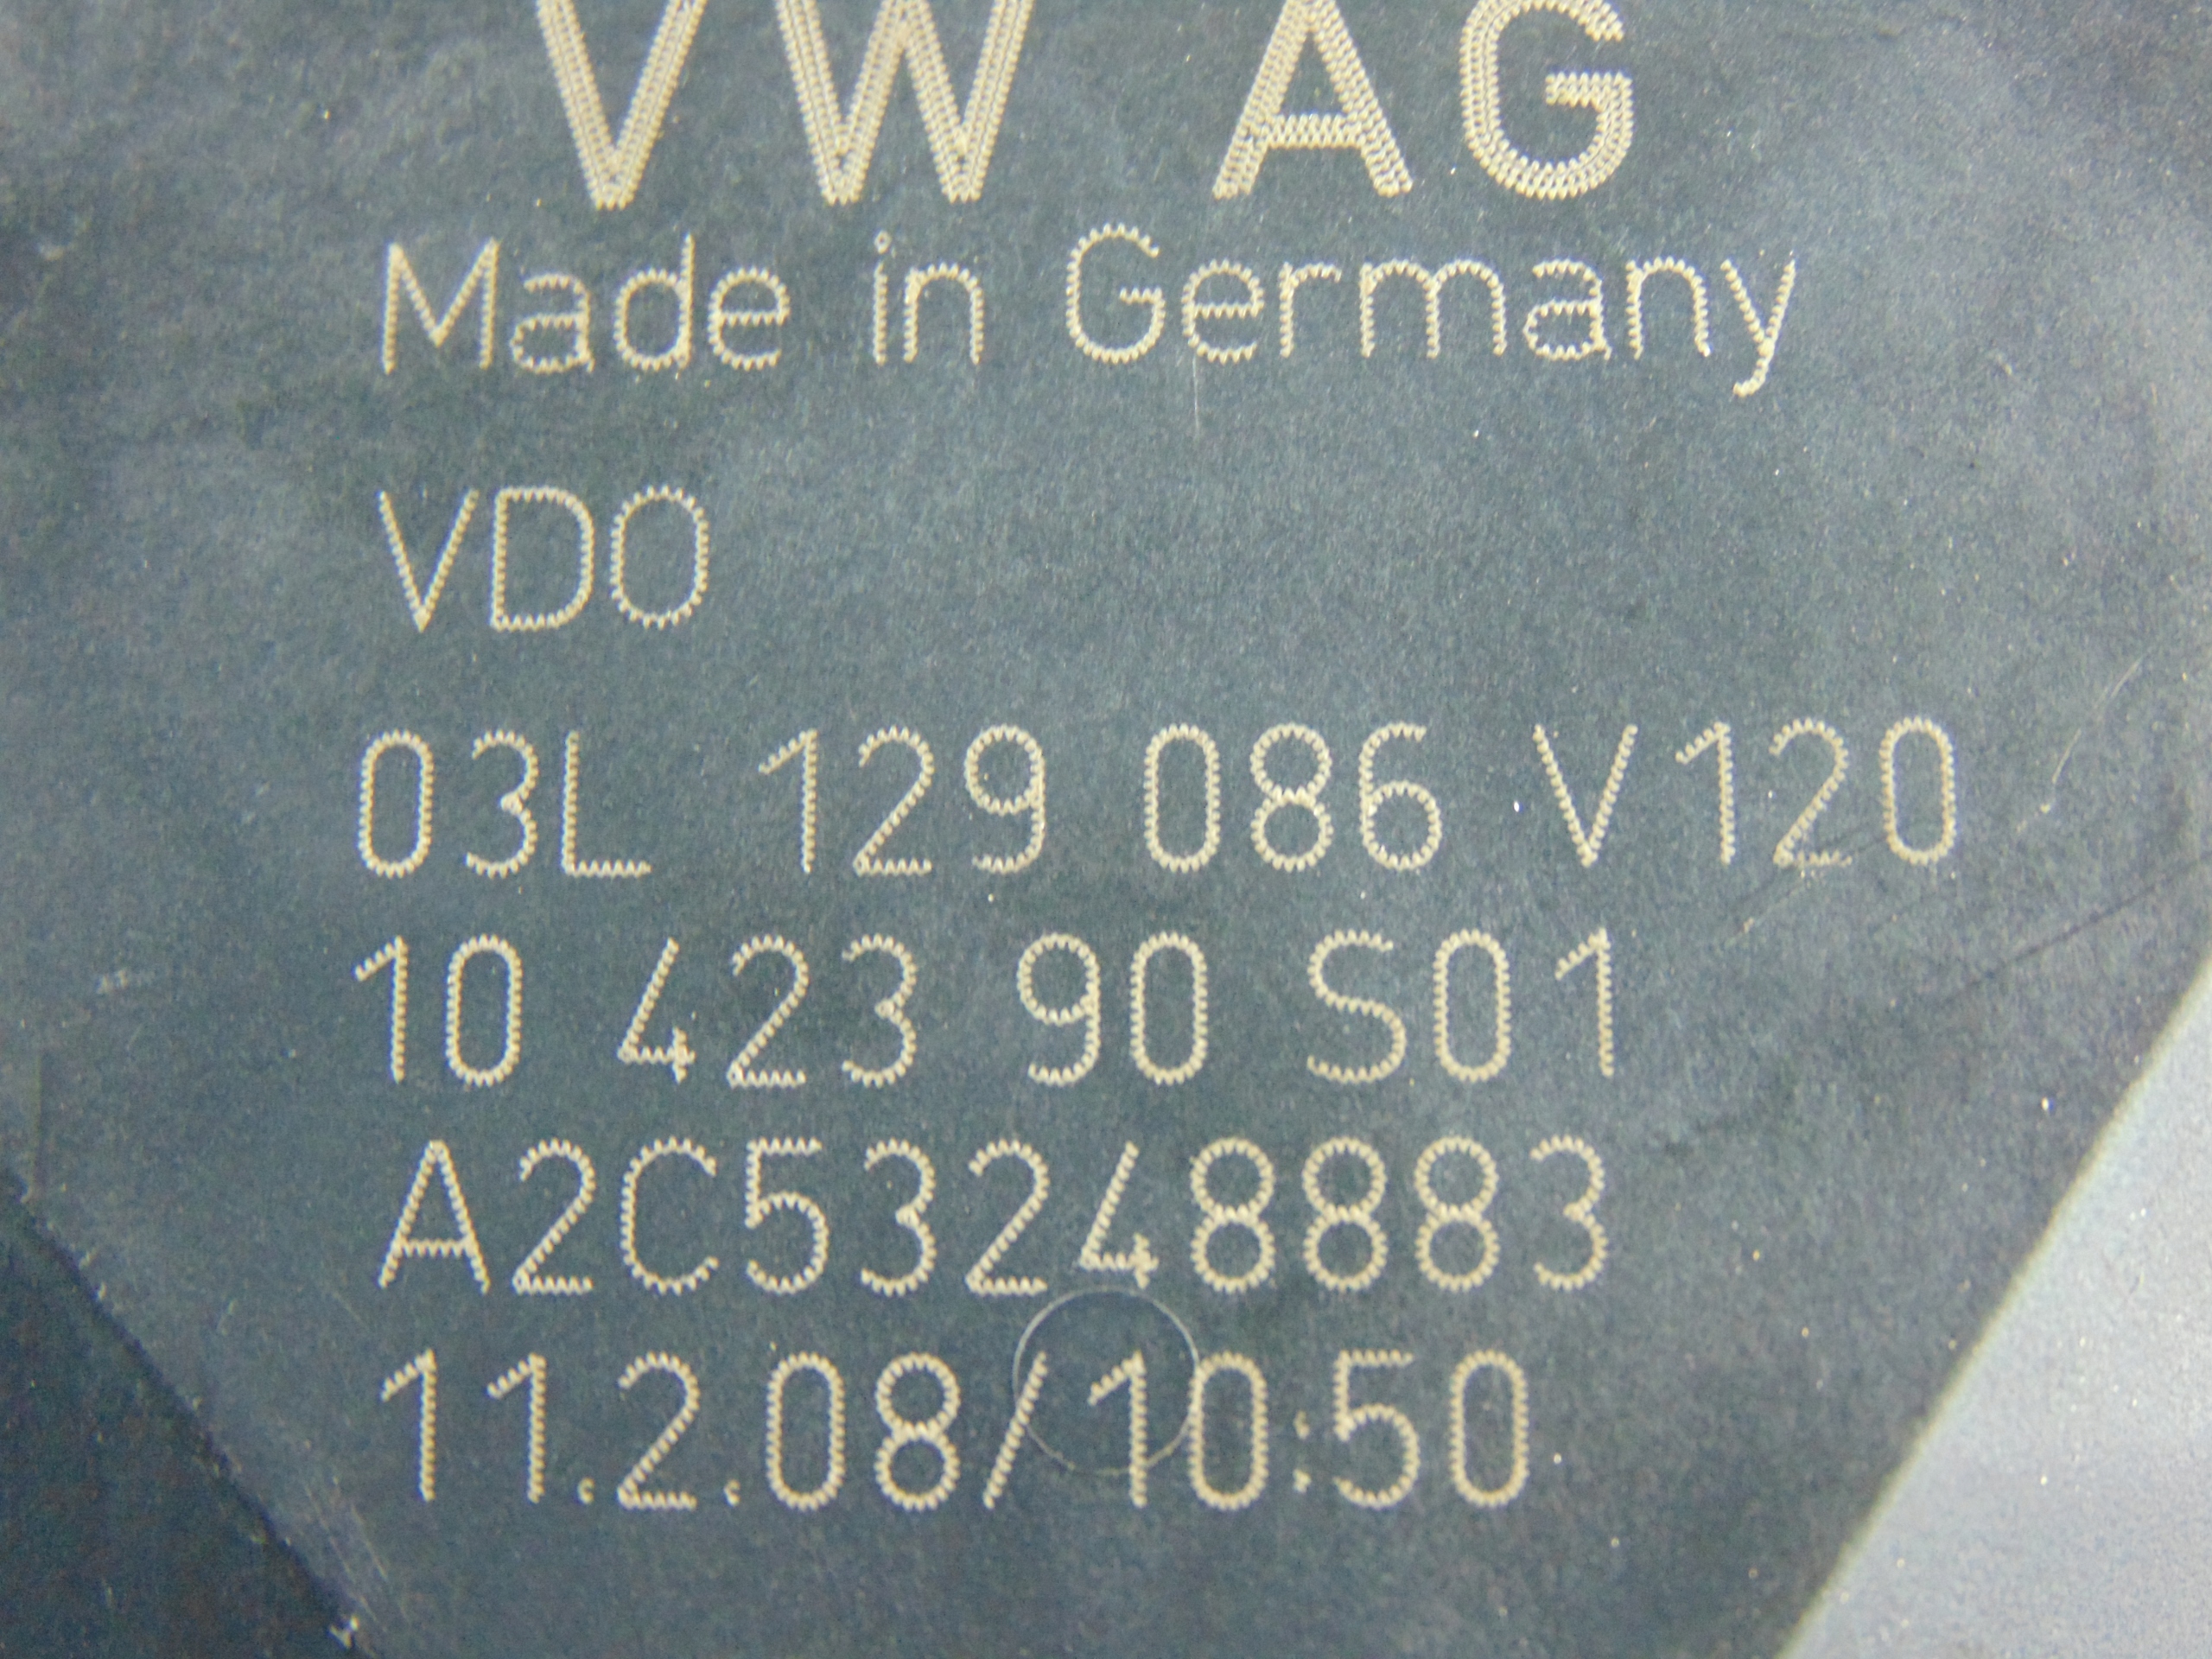 VW AG
Made in Germany
VDO
03L 129 086 V120
10 423 90 S01
A2C53248883
11.2.08/10:50